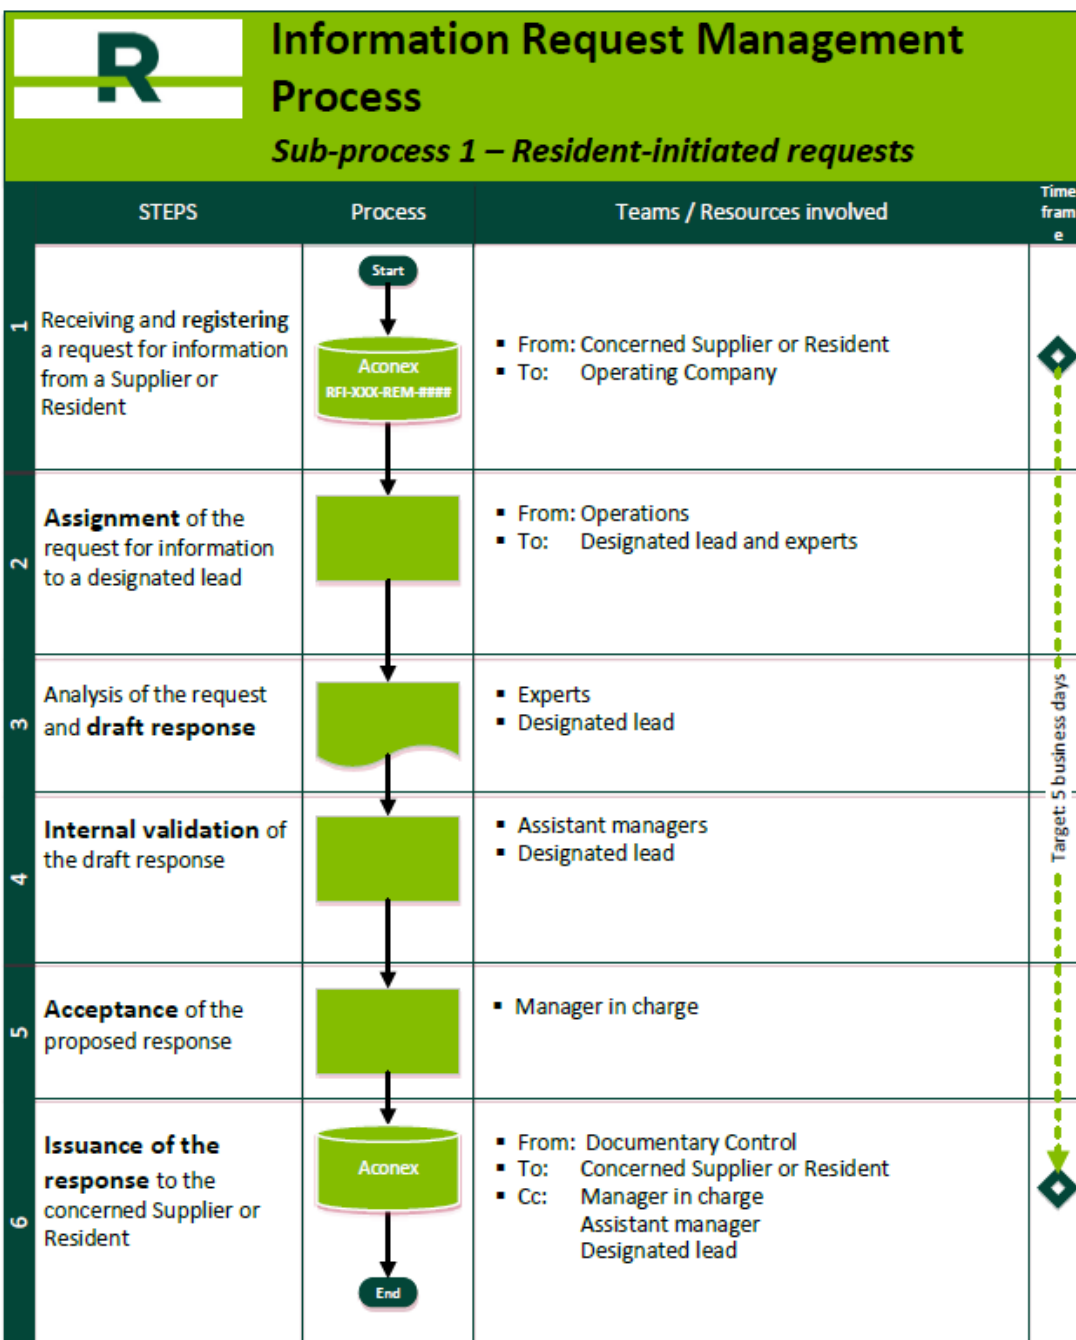 R
Information Request Management
Process
Sub-process 1 – Resident-initiated requests
STEPS
Process
Teams / Resources involved
Time
fram
e
1
Receiving and registering
a request for information
from a Supplier or
Resident
Start
Aconex
RFI-XXX-REM-####
▪ From: Concerned Supplier or Resident
▪ To: Operating Company
2
Assignment of the
request for information
to a designated lead
▪ From: Operations
▪ To: Designated lead and experts
3
Analysis of the request
and draft response
▪ Experts
▪ Designated lead
4
Internal validation of
the draft response
▪ Assistant managers
▪ Designated lead
5
Acceptance of the
proposed response
▪ Manager in charge
6
Issuance of the
response to the
concerned Supplier or
Resident
Aconex
End
▪ From: Documentary Control
▪ To: Concerned Supplier or Resident
▪ Cc: Manager in charge
Assistant manager
Designated lead
Target: 5 business days